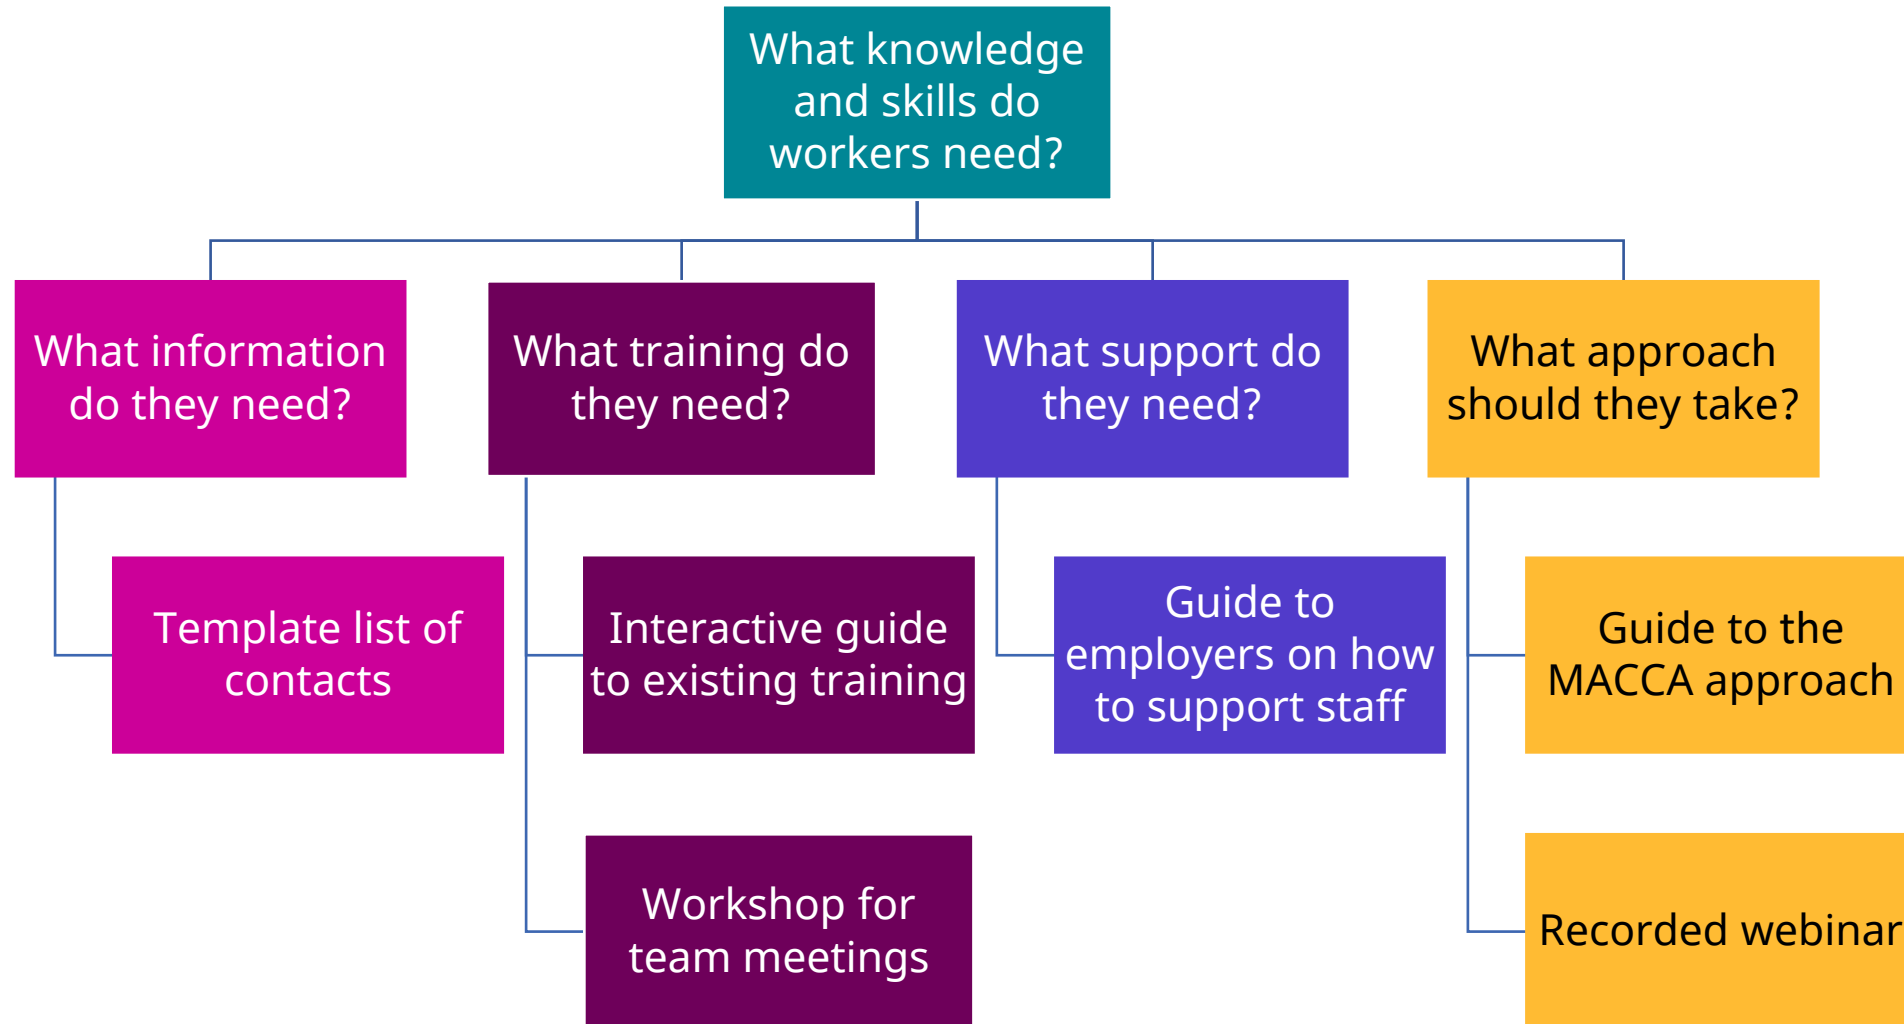 What knowledge
and skills do
workers need?
What information
do they need?
What training do
they need?
What support do
they need?
What approach
should they take?
Template list of
contacts
Interactive guide
to existing training
Guide to
employers on how
to support staff
Guide to the
MACCA approach
Workshop for
team meetings
Recorded webinar